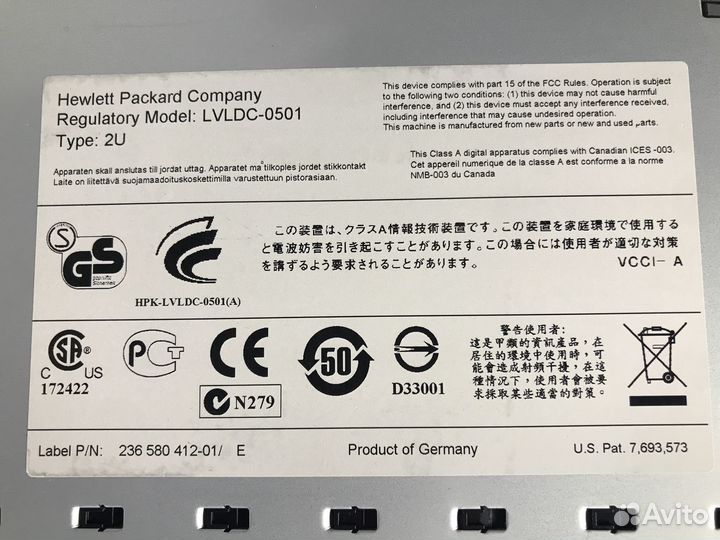 Hewlett Packard Company
Regulatory Model: LVLDC-0501
Type: 2U
Apparaten skall anslutas till jordat uttag. Apparatet må tilkoples jordet stikkontakt
Laite on liitettävä suojamaadoituskoskettimilla varustettuun pistorasiaan.
This device complies with part 15 of the FCC Rules. Operation is subject
to the following two conditions: (1) this device may not cause harmful
interference, and (2) this device must accept any interference received,
including interference that may cause undesired operation.
This machine is manufactured from new parts or new and used parts.
This Class A digital apparatus complies with Canadian ICES -003.
Cet appareil numerique de la classe A est conforme a la norme
NMB-003 du Canada
S
GS
geprüfte
Sicherheit
HPK-LVLDC-0501(A)
この装置は、クラスA情報技術装置です。この装置を家庭環境で使用する
と電波妨害を引き起こすことがあります。この場合には使用者が適切な対策
を講ずるよう要求されることがあります。
VCCI- A
C
SA
US
172422
PCT
CE
N279
50
D33001
警告使用者:
這是甲類的資訊產品,在
居住的環境中使用時,可
能會造成射頻干擾,在這
種情況下,使用者會被要
求採取某些適當的對策。
Label P/N: 236 580 412-01/ E
Product of Germany
U.S. Pat. 7,693,573
Avito